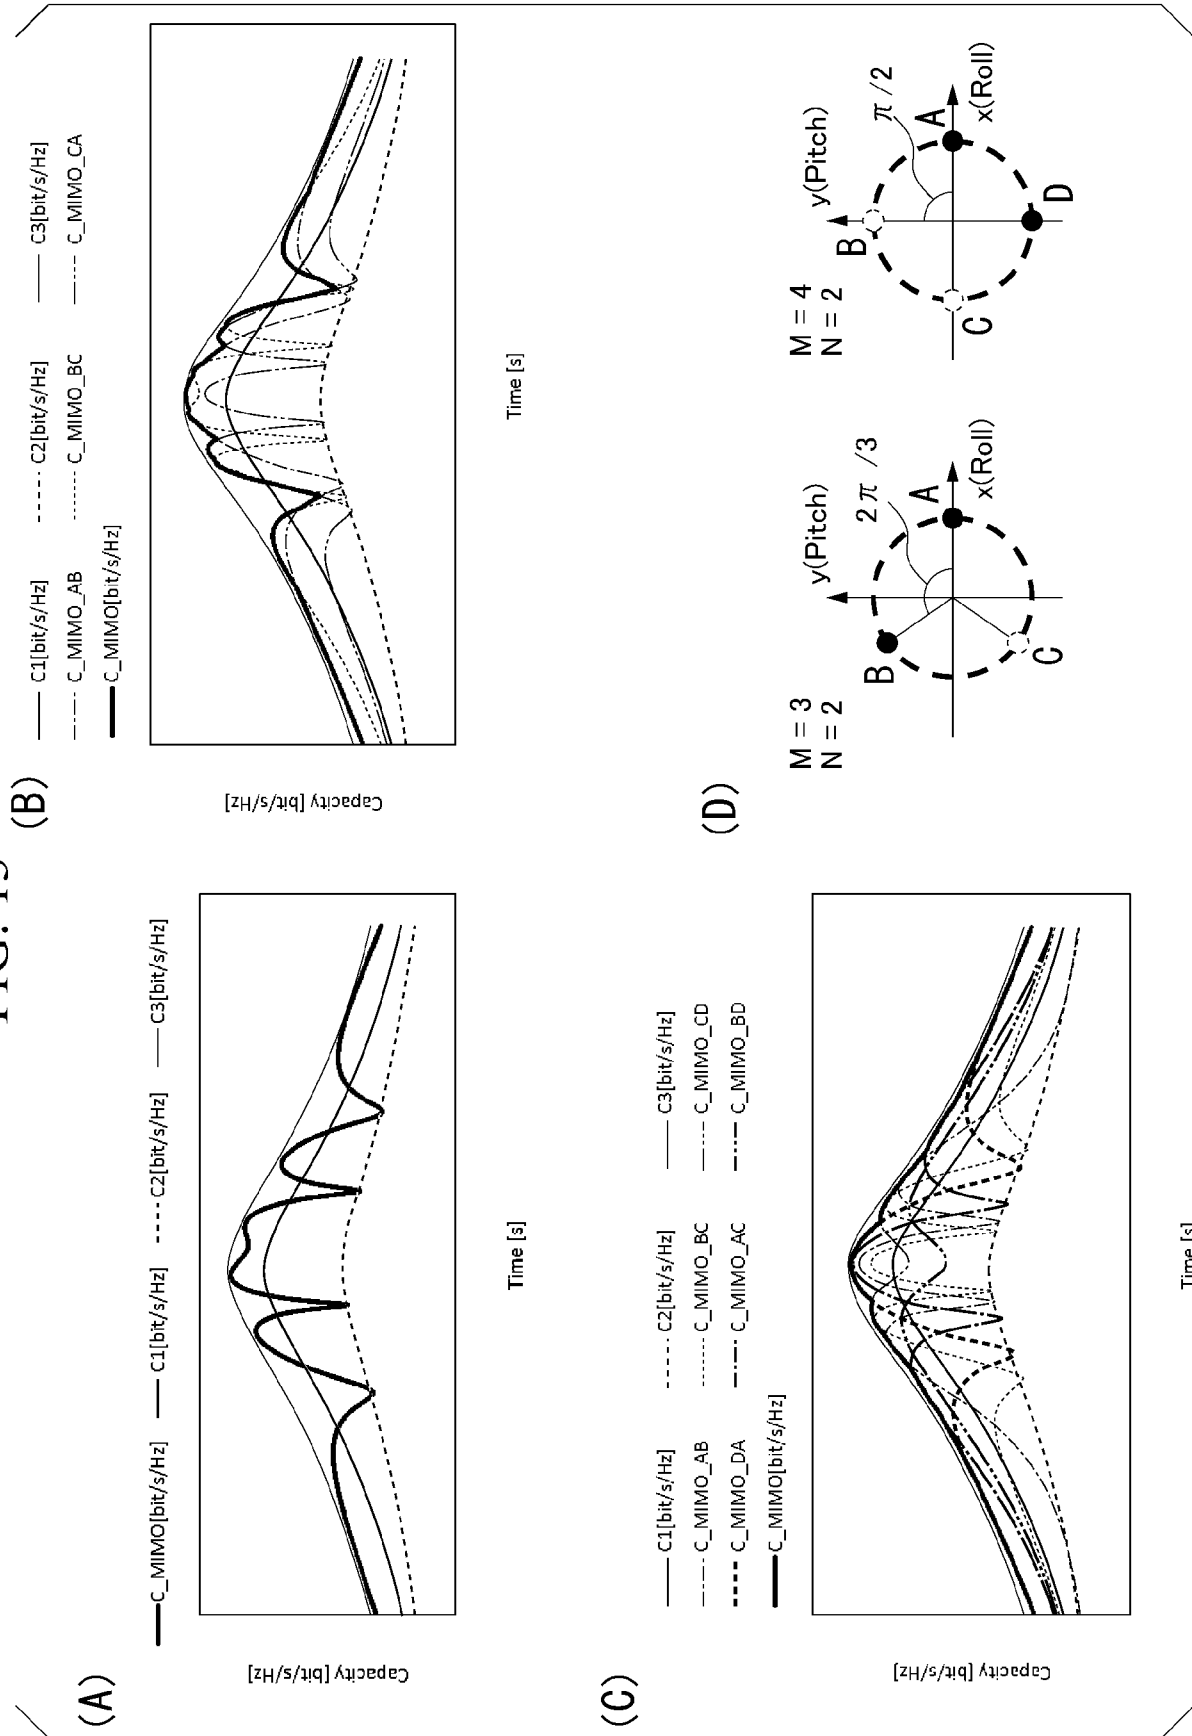 (A)
C_MIMO[bit/s/Hz] C1[bit/s/Hz] C2[bit/s/Hz] C3[bit/s/Hz]
Capacity [bit/s/Hz]
Time [s]
(B)
C1[bit/s/Hz] C2[bit/s/Hz] C3[bit/s/Hz]
C_MIMO_AB C_MIMO_BC C_MIMO_CA
C_MIMO[bit/s/Hz]
Capacity [bit/s/Hz]
Time [s]
(C)
C1[bit/s/Hz] C2[bit/s/Hz] C3[bit/s/Hz]
C_MIMO_AB C_MIMO_BC C_MIMO_CD
C_MIMO_DA C_MIMO_AC C_MIMO_BD
C_MIMO[bit/s/Hz]
Capacity [bit/s/Hz]
Time [s]
(D)
M = 3
N = 2
y(Pitch)
2π/3
B
A
x(Roll)
C
M = 4
N = 2
y(Pitch)
π/2
B
A
C
x(Roll)
D